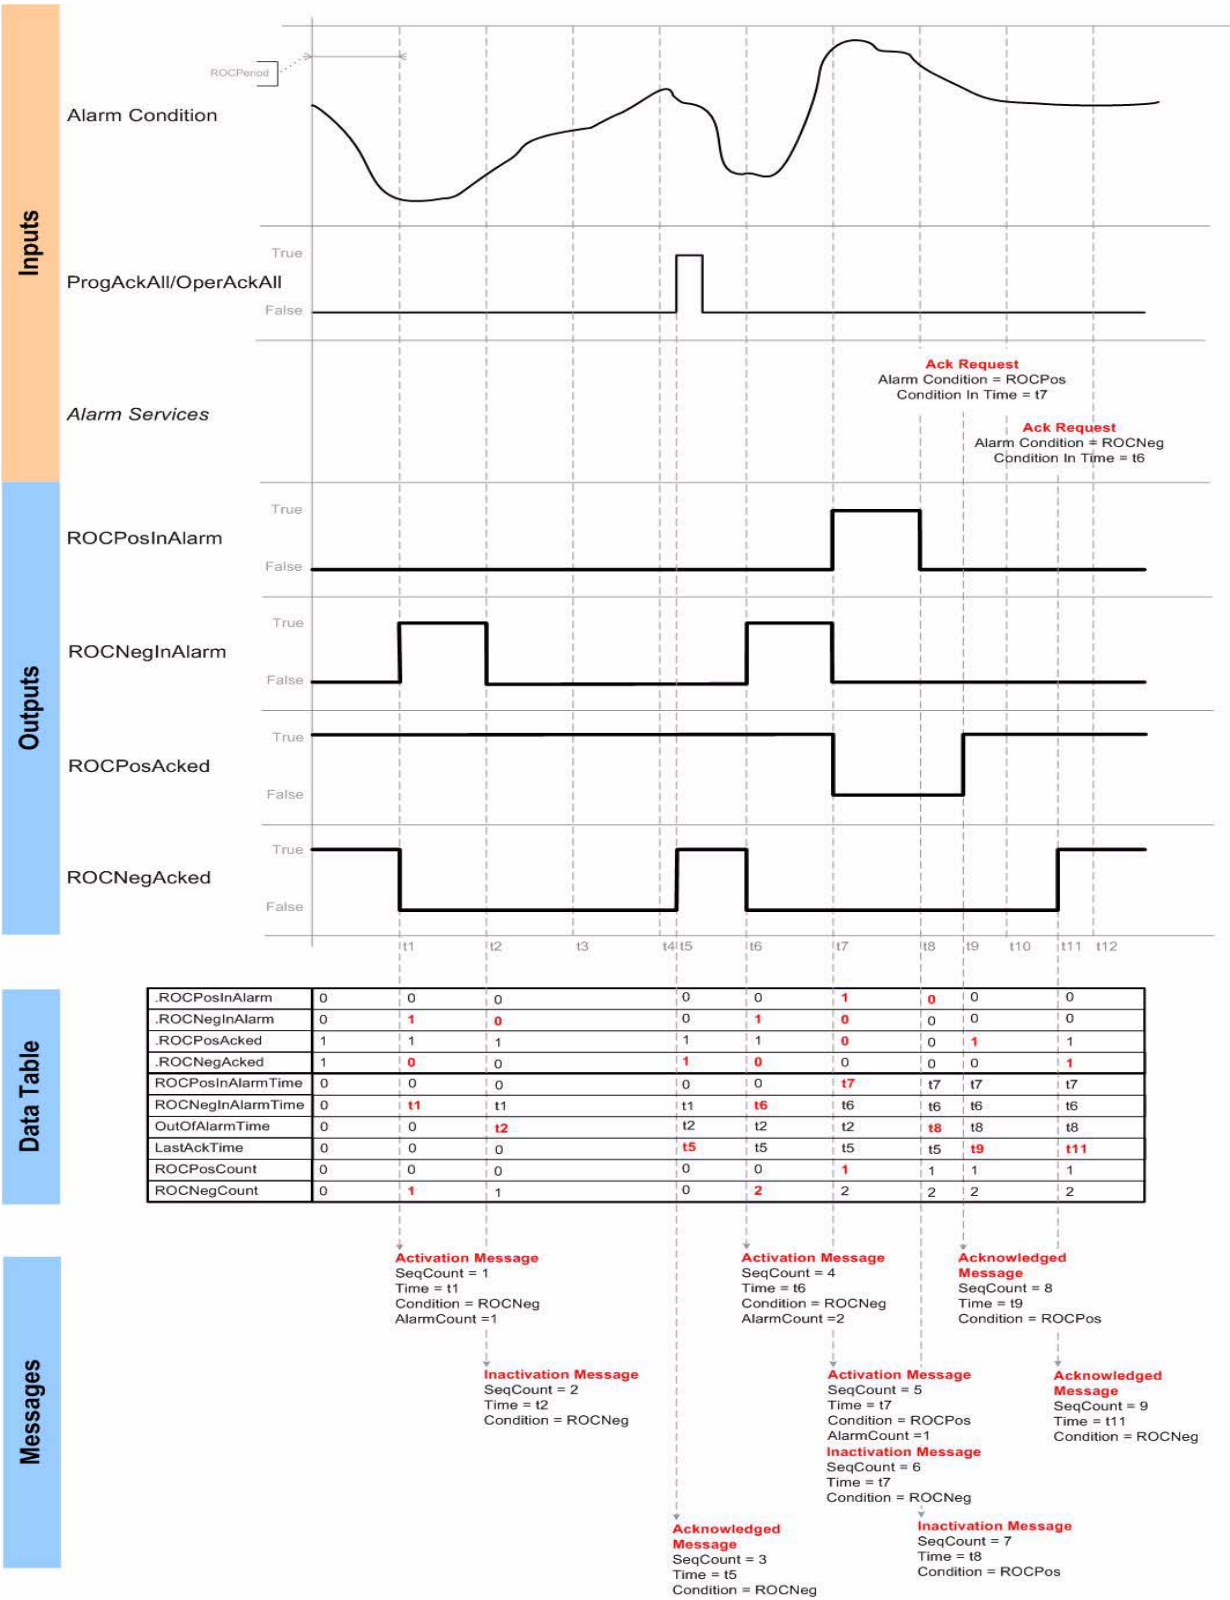 Inputs
ROCPeriod
Alarm Condition
True
ProgAckAll/OperAckAll
False
Ack Request
Alarm Condition = ROCPos
Condition In Time = t7
Alarm Services
Ack Request
Alarm Condition = ROCNeg
Condition In Time = t6
Outputs
True
ROCPosInAlarm
False
True
ROCNegInAlarm
False
True
ROCPosAcked
False
True
ROCNegAcked
False
t1 t2 t3 t4 t5 t6 t7 t8 t9 t10 t11 t12
Data Table
.ROCPosInAlarm 0 0 0 0 0 1 0 0 0
.ROCNegInAlarm 0 1 0 0 1 0 0 0 0
.ROCPosAcked 1 1 1 1 1 0 0 1 1
.ROCNegAcked 1 0 0 1 0 0 0 0 1
ROCPosInAlarmTime 0 0 0 0 0 t7 t7 t7 t7
ROCNegInAlarmTime 0 t1 t1 t1 t6 t6 t6 t6 t6
OutOfAlarmTime 0 0 t2 t2 t2 t2 t8 t8 t8
LastAckTime 0 0 0 t5 t5 t5 t5 t9 t11
ROCPosCount 0 0 0 0 0 1 1 1 1
ROCNegCount 0 1 1 0 2 2 2 2 2
Messages
Activation Message
SeqCount = 1
Time = t1
Condition = ROCNeg
AlarmCount =1
Activation Message
SeqCount = 4
Time = t6
Condition = ROCNeg
AlarmCount =2
Acknowledged
Message
SeqCount = 8
Time = t9
Condition = ROCPos
Inactivation Message
SeqCount = 2
Time = t2
Condition = ROCNeg
Activation Message
SeqCount = 5
Time = t7
Condition = ROCPos
AlarmCount =1
Inactivation Message
SeqCount = 6
Time = t7
Condition = ROCNeg
Acknowledged
Message
SeqCount = 9
Time = t11
Condition = ROCNeg
Acknowledged
Message
SeqCount = 3
Time = t5
Condition = ROCNeg
Inactivation Message
SeqCount = 7
Time = t8
Condition = ROCPos